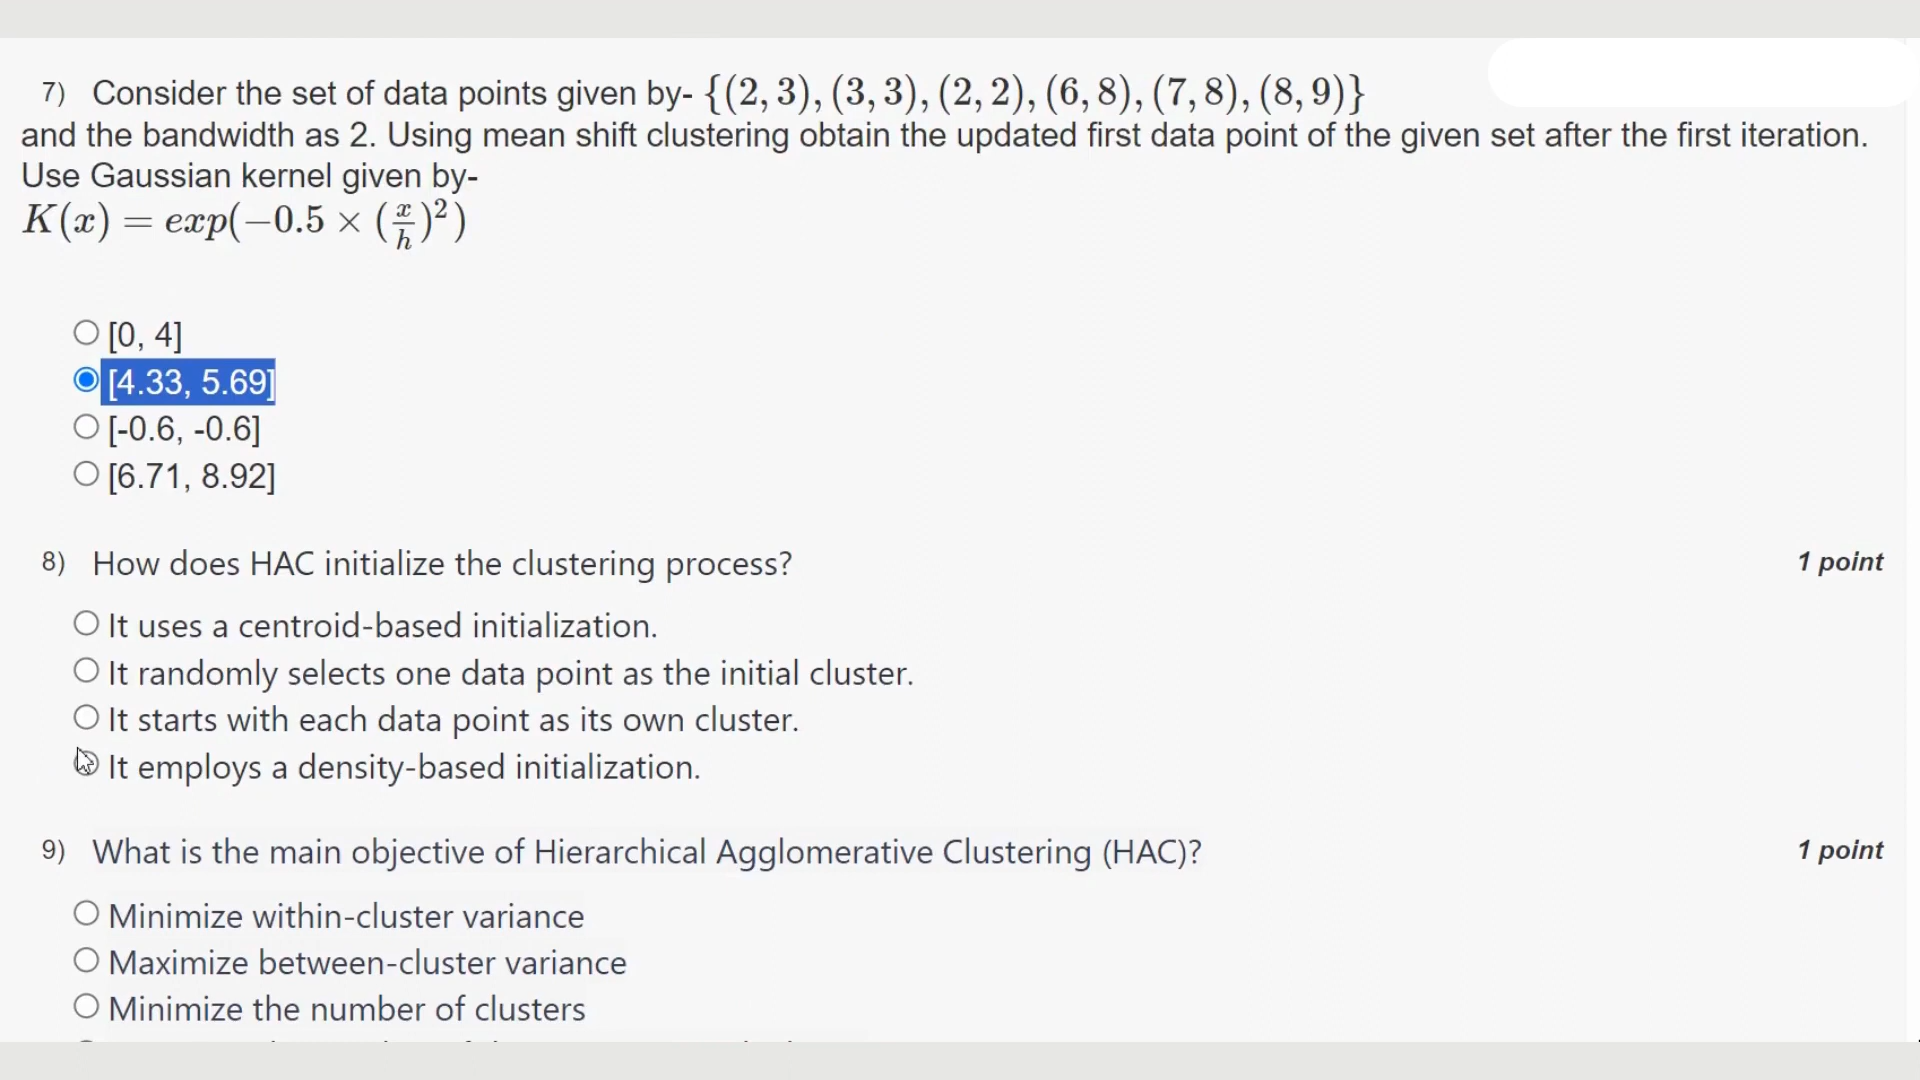 7) Consider the set of data points given by- {(2, 3), (3, 3), (2, 2), (6, 8), (7, 8), (8, 9)}
and the bandwidth as 2. Using mean shift clustering obtain the updated first data point of the given set after the first iteration.
Use Gaussian kernel given by-
K(x) = exp(−0.5 × (x/h)²)
[0, 4]
[4.33, 5.69]
[-0.6, -0.6]
[6.71, 8.92]
8) How does HAC initialize the clustering process? 1 point
It uses a centroid-based initialization.
It randomly selects one data point as the initial cluster.
It starts with each data point as its own cluster.
It employs a density-based initialization.
9) What is the main objective of Hierarchical Agglomerative Clustering (HAC)? 1 point
Minimize within-cluster variance
Maximize between-cluster variance
Minimize the number of clusters